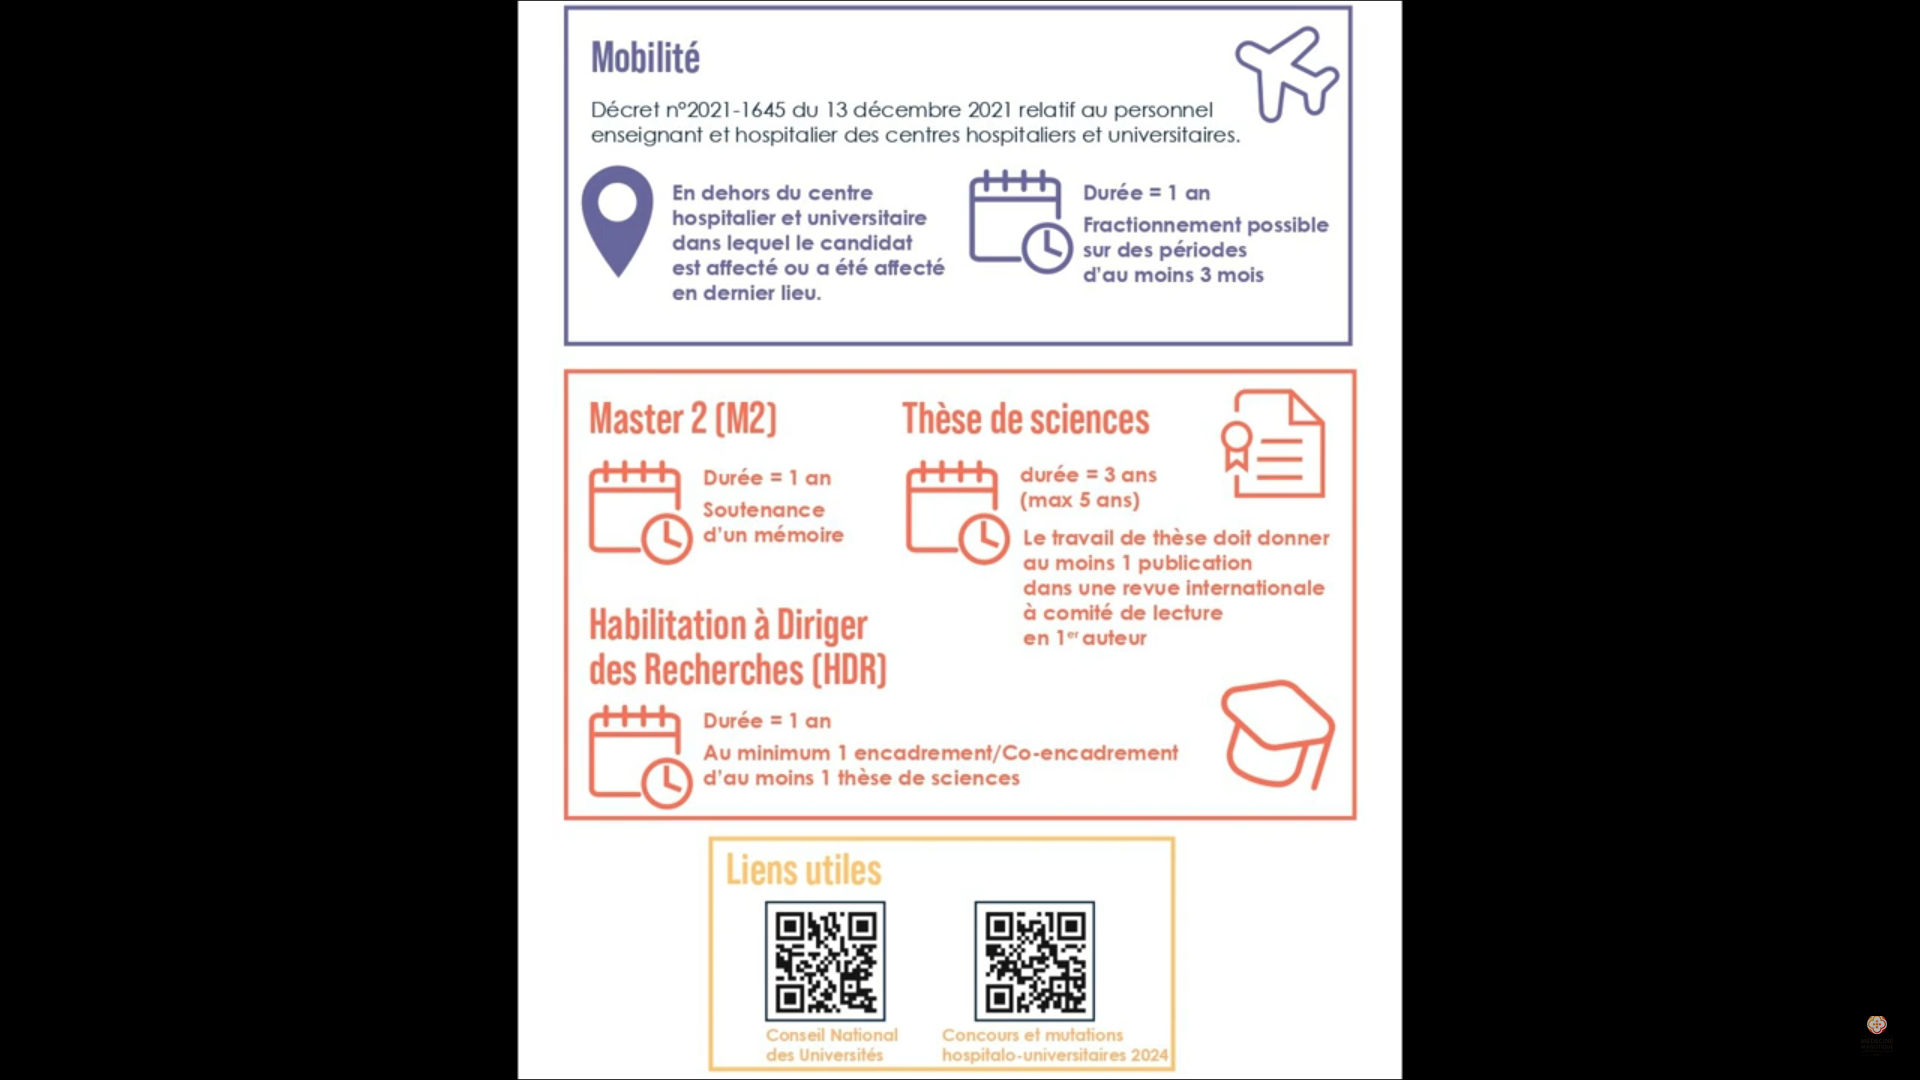 Mobilité
Décret n°2021-1645 du 13 décembre 2021 relatif au personnel
enseignant et hospitalier des centres hospitaliers et universitaires.
En dehors du centre
hospitalier et universitaire
dans lequel le candidat
est affecté ou a été affecté
en dernier lieu.
Durée = 1 an
Fractionnement possible
sur des périodes
d'au moins 3 mois
Master 2 (M2)
Durée = 1 an
Soutenance
d'un mémoire
Thèse de sciences
durée = 3 ans
(max 5 ans)
Le travail de thèse doit donner
au moins 1 publication
dans une revue internationale
à comité de lecture
en 1er auteur
Habilitation à Diriger
des Recherches (HDR)
Durée = 1 an
Au minimum 1 encadrement/Co-encadrement
d'au moins 1 thèse de sciences
Liens utiles
Conseil National
des Universités
Concours et mutations
hospitalo-universitaires 2024